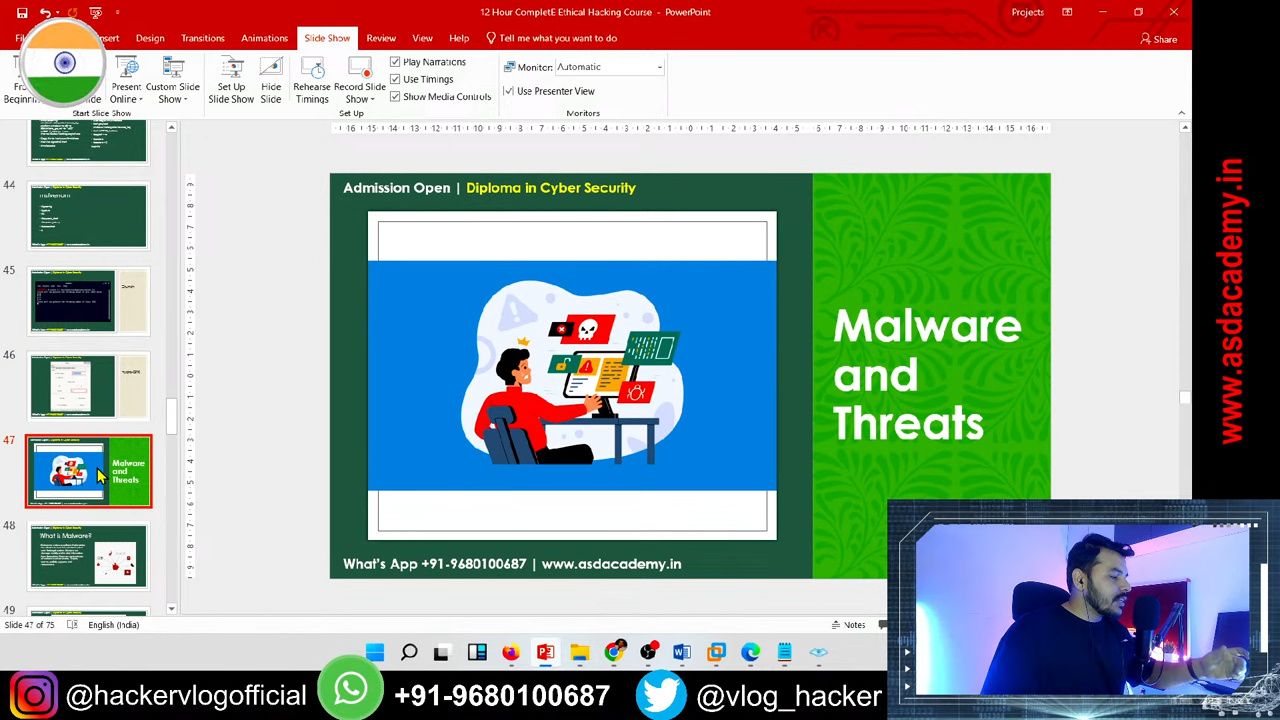 12 Hour CompletE Ethical Hacking Course - PowerPoint
Projects
Insert
Design
Transitions
Animations
Slide Show
Review
View
Help
Tell me what you want to do
Share
Present Online
Custom Slide Show
Set Up Slide Show
Hide Slide
Rehearse Timings
Record Slide Show
Play Narrations
Use Timings
Show Media Controls
Monitor:
Automatic
Use Presenter View
Start Slide Show
Set Up
Monitors
44
45
46
47
Malware
and
Threats
48
What is Malware?
49
Admission Open | Diploma in Cyber Security
Malware
and
Threats
What's App +91 -9680100687 | www.asdacademy.in
www.asdacademy.in
Slide 47 of 75
English (India)
Notes
@hackervlogofficial
+91-9680100687
@vlog_hacker